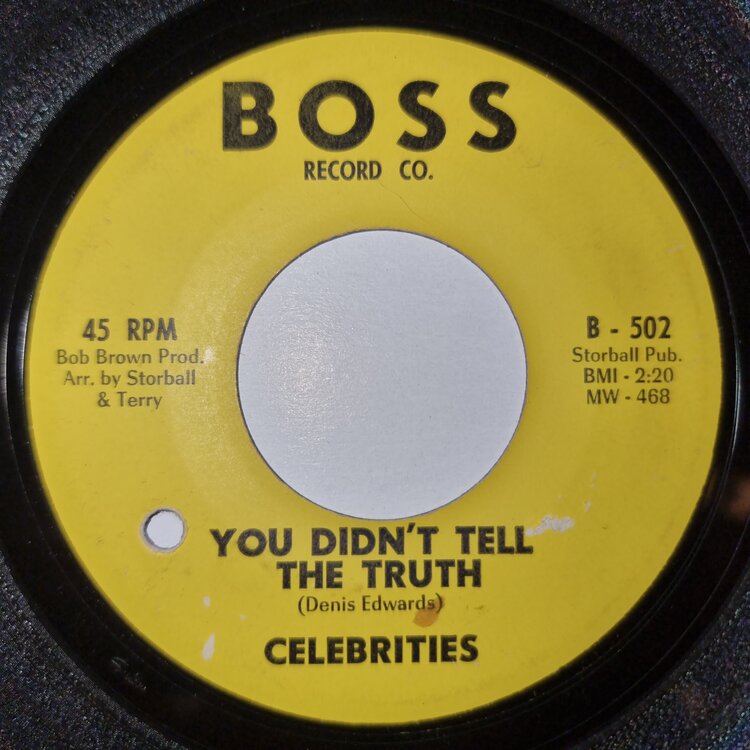 BOSS
RECORD CO.
45 RPM
Bob Brown Prod.
Arr. by Storball
& Terry
B - 502
Storball Pub.
BMI - 2:20
MW - 468
YOU DIDN'T TELL
THE TRUTH
(Denis Edwards)
CELEBRITIES